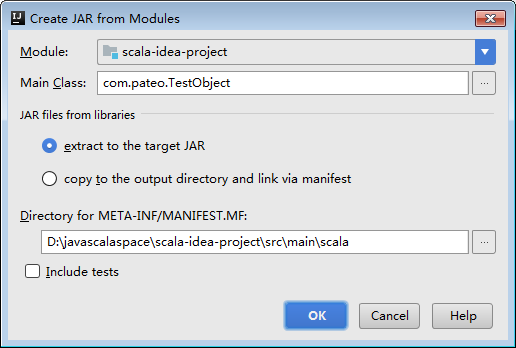 Create JAR from Modules
Module: scala-idea-project
Main Class: com.pateo.TestObject ...
JAR files from libraries
extract to the target JAR
copy to the output directory and link via manifest
Directory for META-INF/MANIFEST.MF:
D:\javascalaspace\scala-idea-project\src\main\scala ...
Include tests
OK Cancel Help